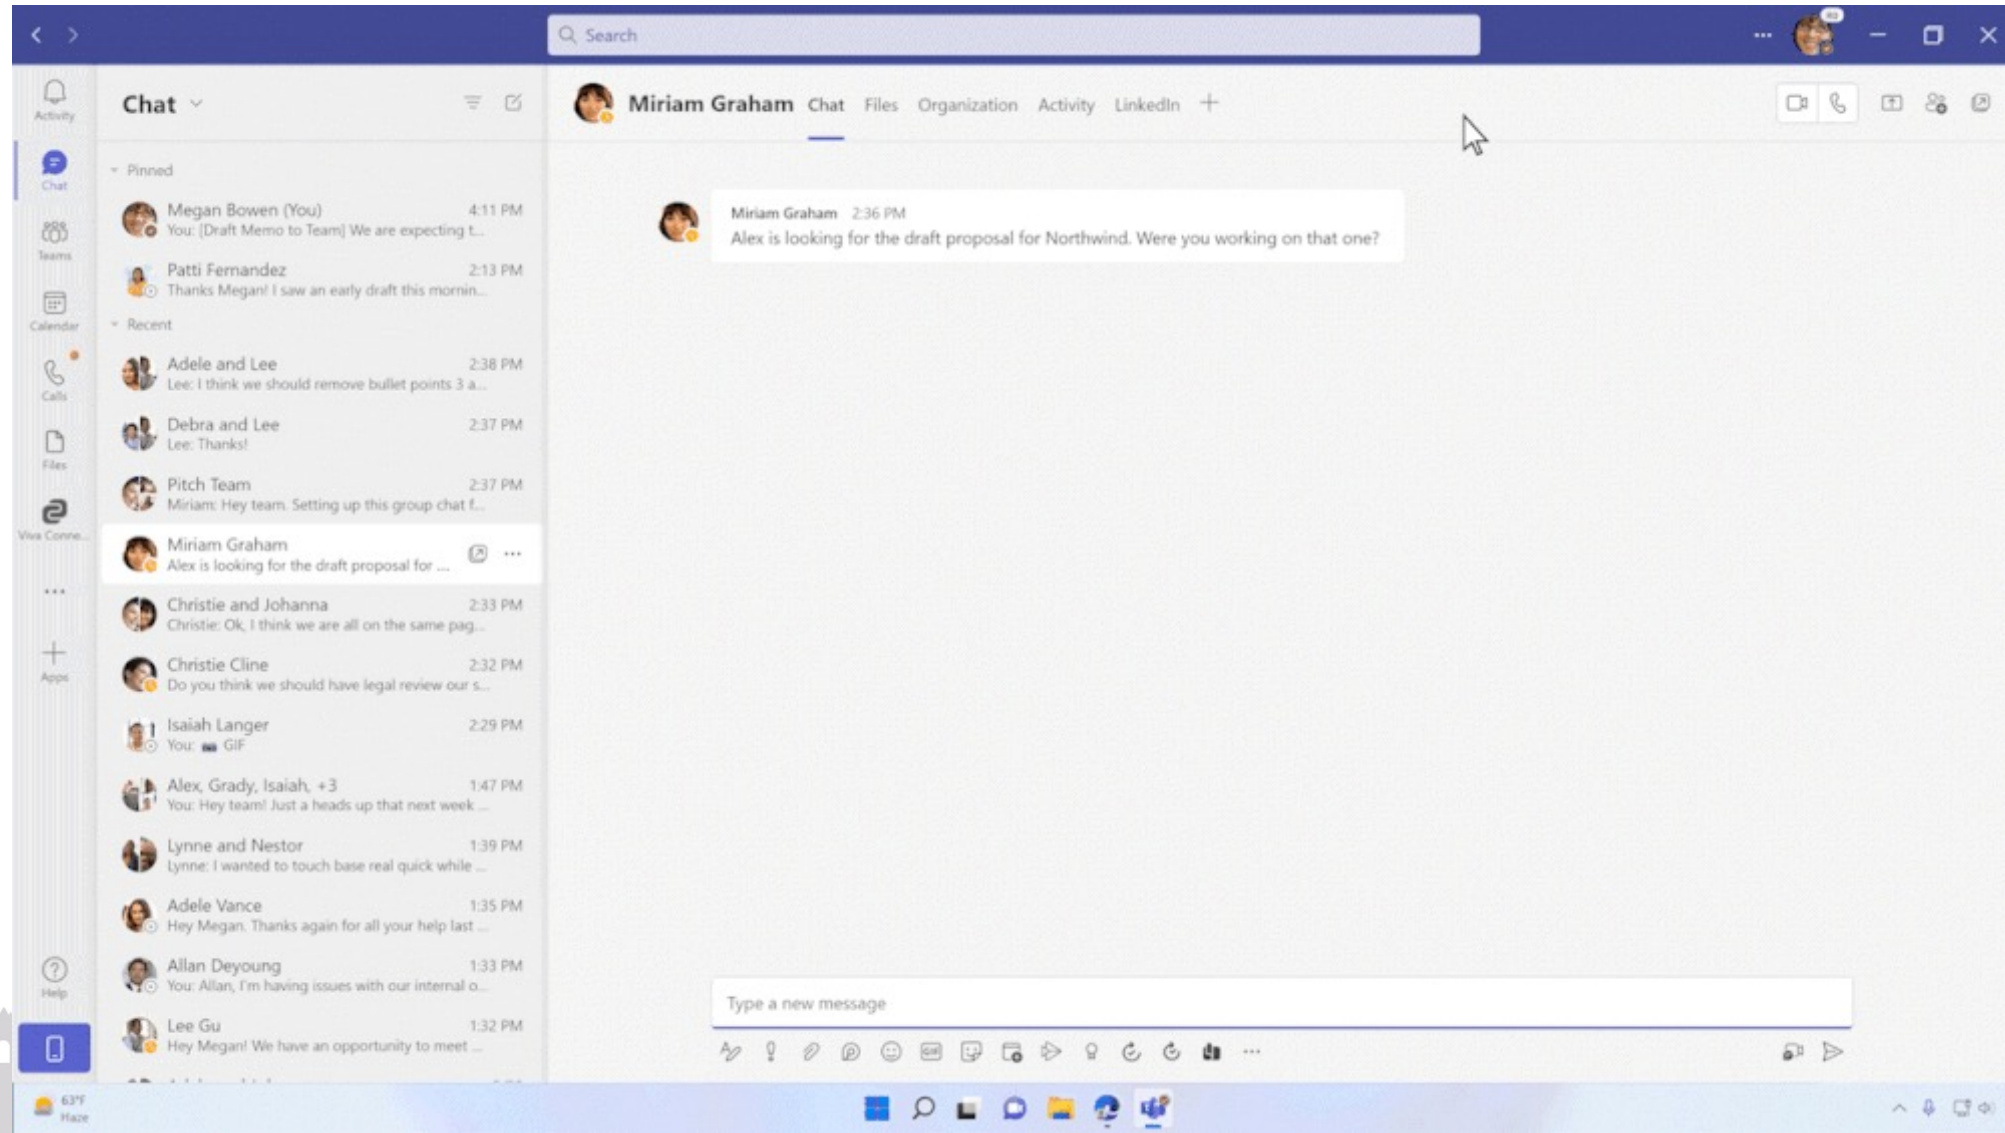 Search
Activity
Chat
Teams
Calendar
Calls
Files
Viva Conne...
Apps
Help
Chat
Pinned
Megan Bowen (You) 4:11 PM
You: [Draft Memo to Team] We are expecting t...
Patti Fernandez 2:13 PM
Thanks Megan! I saw an early draft this mornin...
Recent
Adele and Lee 2:38 PM
Lee: I think we should remove bullet points 3 a...
Debra and Lee 2:37 PM
Lee: Thanks!
Pitch Team 2:37 PM
Miriam: Hey team. Setting up this group chat f...
Miriam Graham
Alex is looking for the draft proposal for ...
Christie and Johanna 2:33 PM
Christie: Ok, I think we are all on the same pag...
Christie Cline 2:32 PM
Do you think we should have legal review our s...
Isaiah Langer 2:29 PM
You: GIF
Alex, Grady, Isaiah, +3 1:47 PM
You: Hey team! Just a heads up that next week ...
Lynne and Nestor 1:39 PM
Lynne: I wanted to touch base real quick while ...
Adele Vance 1:35 PM
Hey Megan. Thanks again for all your help last ...
Allan Deyoung 1:33 PM
You: Allan, I'm having issues with our internal o...
Lee Gu 1:32 PM
Hey Megan! We have an opportunity to meet ...
Miriam Graham Chat Files Organization Activity LinkedIn
Miriam Graham 2:36 PM
Alex is looking for the draft proposal for Northwind. Were you working on that one?
Type a new message
GIF
63°F
Haze